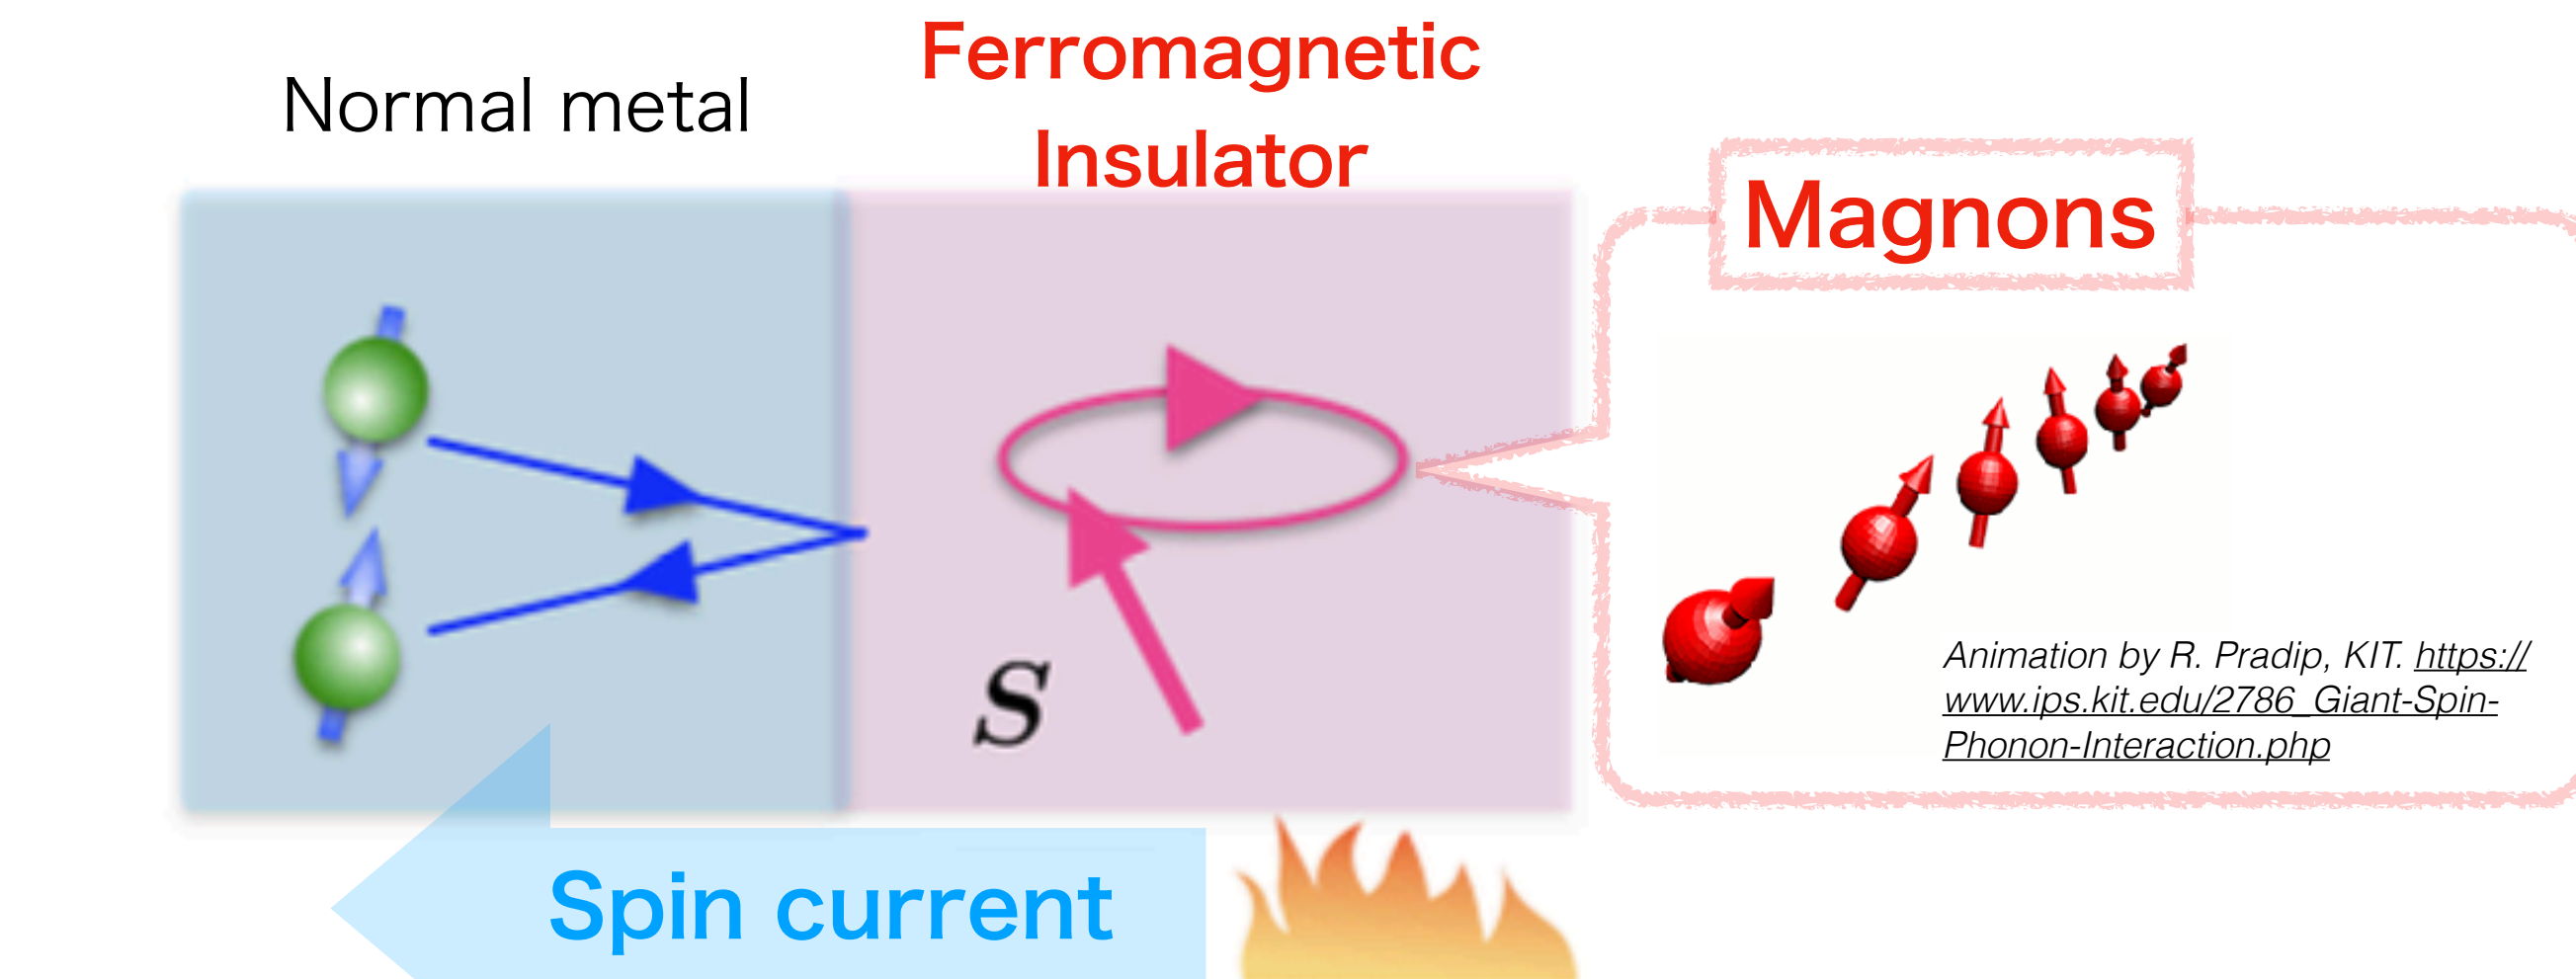 Normal metal
Ferromagnetic
Insulator
Magnons
S
Animation by R. Pradip, KIT. https://
www.ips.kit.edu/2786_Giant-Spin-
Phonon-Interaction.php
Spin current